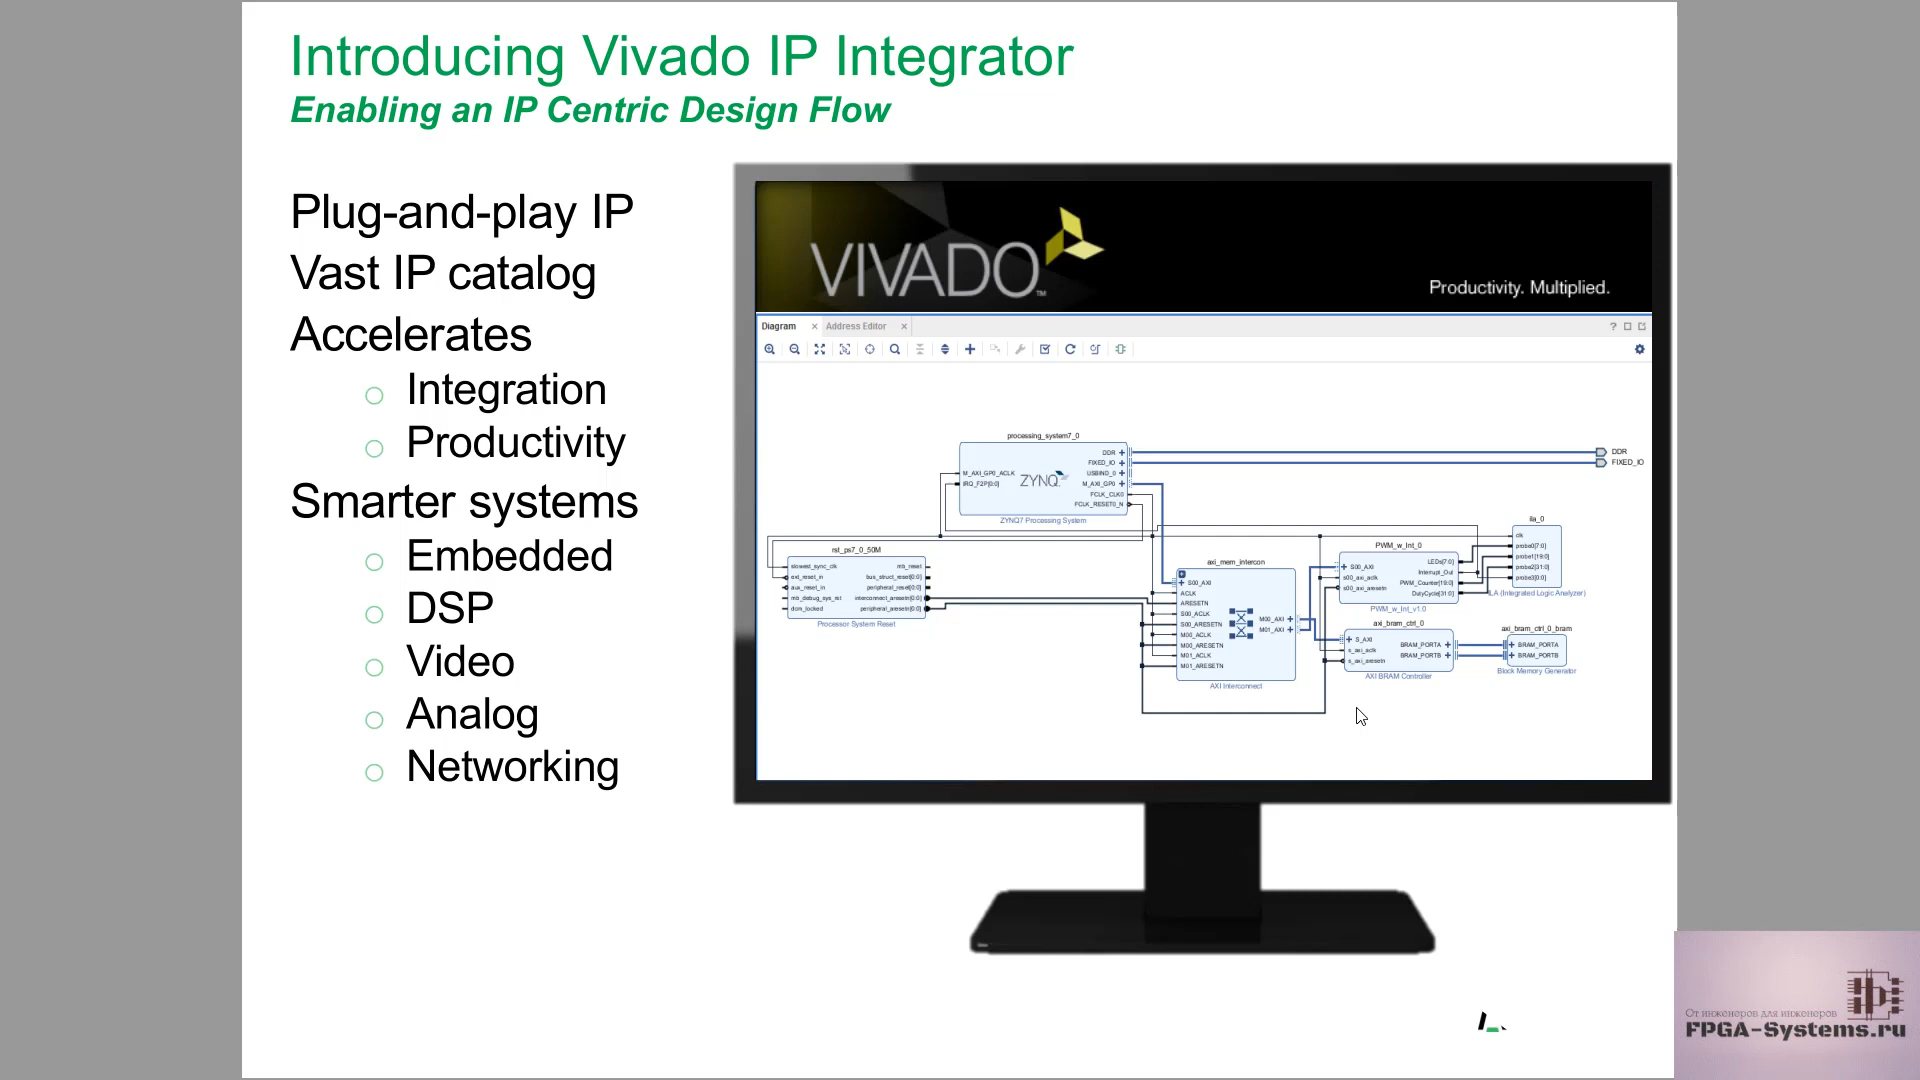 Introducing Vivado IP Integrator
Enabling an IP Centric Design Flow
Plug-and-play IP
Vast IP catalog
Accelerates
Integration
Productivity
Smarter systems
Embedded
DSP
Video
Analog
Networking
VIVADO™
Productivity. Multiplied.
Diagram
Address Editor
processing_system7_0
M_AXI_GP0_ACLK
IRQ_F2P[0:0]
ZYNQ
DDR
FIXED_IO
USBIND_0
M_AXI_GP0
FCLK_CLK0
FCLK_RESET0_N
ZYNQ7 Processing System
DDR
FIXED_IO
rst_ps7_0_50M
slowest_sync_clk
ext_reset_in
aux_reset_in
mb_debug_sys_rst
dcm_locked
mb_reset
bus_struct_reset[0:0]
peripheral_reset[0:0]
interconnect_aresetn[0:0]
peripheral_aresetn[0:0]
Processor System Reset
axi_mem_intercon
S00_AXI
ACLK
ARESETN
S00_ACLK
S00_ARESETN
M00_ACLK
M00_ARESETN
M01_ACLK
M01_ARESETN
M00_AXI
M01_AXI
AXI Interconnect
PWM_w_Int_0
S00_AXI
s00_axi_aclk
s00_axi_aresetn
LEDs[7:0]
Interrupt_Out
PWM_Counter[19:0]
DutyCycle[31:0]
PWM_w_Int_v1.0
ila_0
clk
probe0[7:0]
probe1[19:0]
probe2[31:0]
probe3[0:0]
ILA (Integrated Logic Analyzer)
axi_bram_ctrl_0
S_AXI
s_axi_aclk
s_axi_aresetn
BRAM_PORTA
BRAM_PORTB
AXI BRAM Controller
axi_bram_ctrl_0_bram
BRAM_PORTA
BRAM_PORTB
Block Memory Generator
От инженеров для инженеров
FPGA-Systems.ru